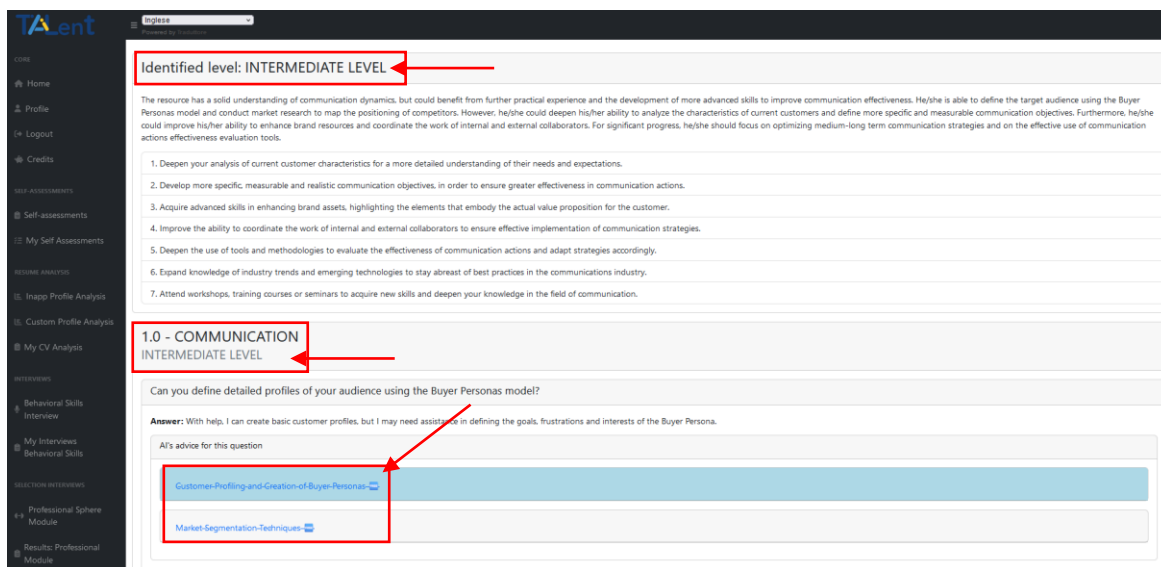 TALent
Inglese
Powered by Traduttore
CORE
Home
Profile
Logout
Credits
SELF-ASSESSMENTS
Self-assessments
My Self Assessments
RESUME ANALYSIS
Inapp Profile Analysis
Custom Profile Analysis
My CV Analysis
INTERVIEWS
Behavioral Skills
Interview
My Interviews
Behavioral Skills
SELECTION INTERVIEWS
Professional Sphere
Module
Results: Professional
Module
Identified level: INTERMEDIATE LEVEL
The resource has a solid understanding of communication dynamics, but could benefit from further practical experience and the development of more advanced skills to improve communication effectiveness. He/she is able to define the target audience using the Buyer
Personas model and conduct market research to map the positioning of competitors. However, he/she could deepen his/her ability to analyze the characteristics of current customers and define more specific and measurable communication objectives. Furthermore, he/she
could improve his/her ability to enhance brand resources and coordinate the work of internal and external collaborators. For significant progress, he/she should focus on optimizing medium-long term communication strategies and on the effective use of communication
actions effectiveness evaluation tools.
1. Deepen your analysis of current customer characteristics for a more detailed understanding of their needs and expectations.
2. Develop more specific, measurable and realistic communication objectives, in order to ensure greater effectiveness in communication actions.
3. Acquire advanced skills in enhancing brand assets, highlighting the elements that embody the actual value proposition for the customer.
4. Improve the ability to coordinate the work of internal and external collaborators to ensure effective implementation of communication strategies.
5. Deepen the use of tools and methodologies to evaluate the effectiveness of communication actions and adapt strategies accordingly.
6. Expand knowledge of industry trends and emerging technologies to stay abreast of best practices in the communications industry.
7. Attend workshops, training courses or seminars to acquire new skills and deepen your knowledge in the field of communication.
1.0 - COMMUNICATION
INTERMEDIATE LEVEL
Can you define detailed profiles of your audience using the Buyer Personas model?
Answer: With help, I can create basic customer profiles, but I may need assistance in defining the goals, frustrations and interests of the Buyer Persona.
AI's advice for this question
Customer-Profiling-and-Creation-of-Buyer-Personas-
Market-Segmentation-Techniques-